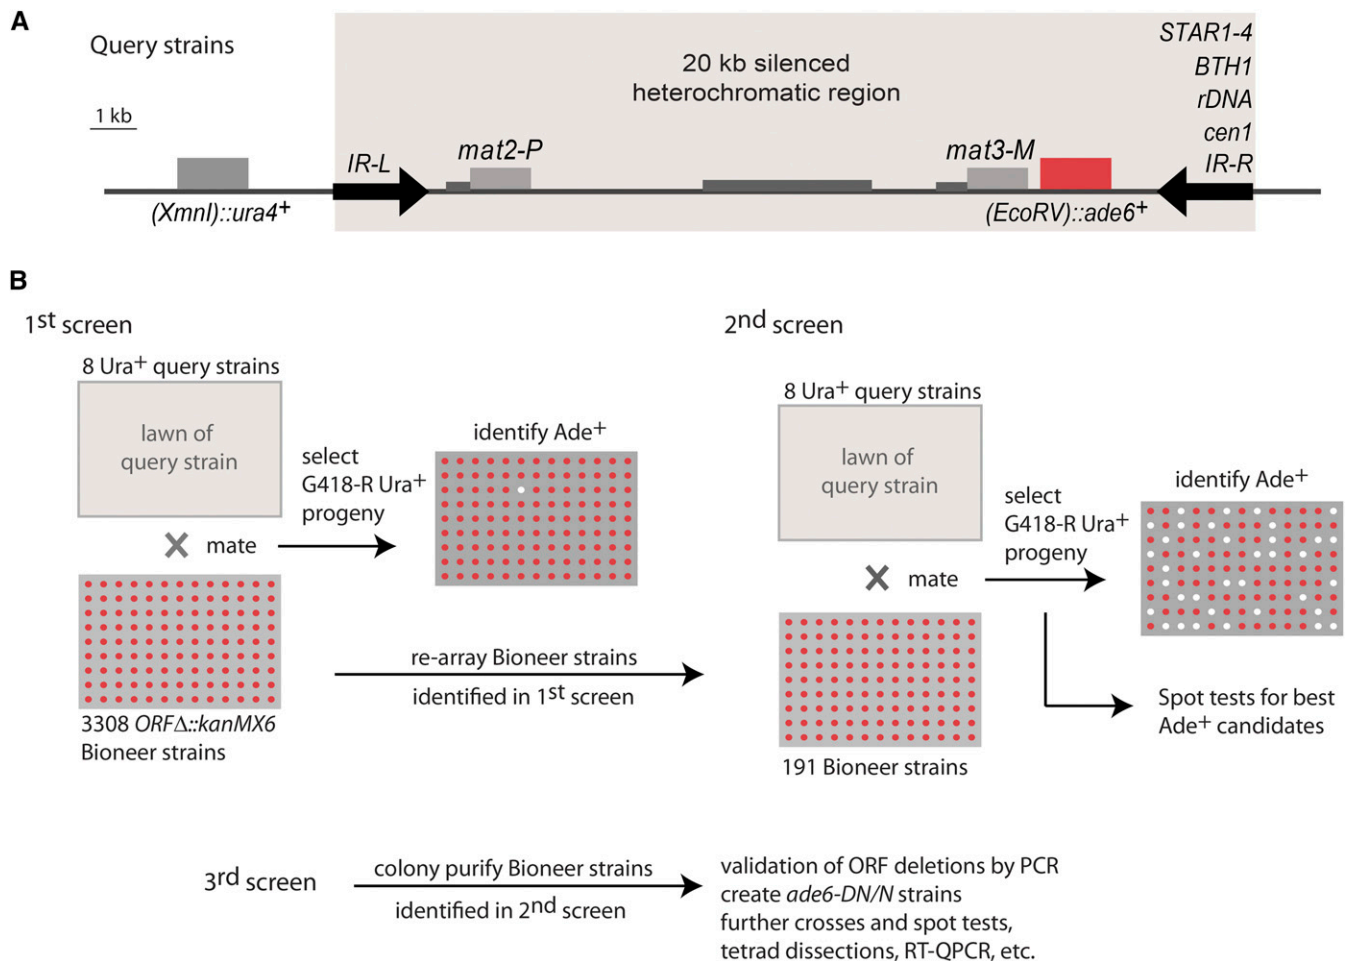 A
Query strains
1 kb
20 kb silenced
heterochromatic region
STAR1-4
BTH1
rDNA
cen1
IR-R
IR-L
mat2-P
mat3-M
(XmnI)::ura4+
(EcoRV)::ade6+
B
1st screen
8 Ura+ query strains
lawn of
query strain
mate
3308 ORFΔ::kanMX6
Bioneer strains
select
G418-R Ura+
progeny
identify Ade+
re-array Bioneer strains
identified in 1st screen
2nd screen
8 Ura+ query strains
lawn of
query strain
mate
191 Bioneer strains
select
G418-R Ura+
progeny
identify Ade+
Spot tests for best
Ade+ candidates
3rd screen
colony purify Bioneer strains
identified in 2nd screen
validation of ORF deletions by PCR
create ade6-DN/N strains
further crosses and spot tests,
tetrad dissections, RT-QPCR, etc.